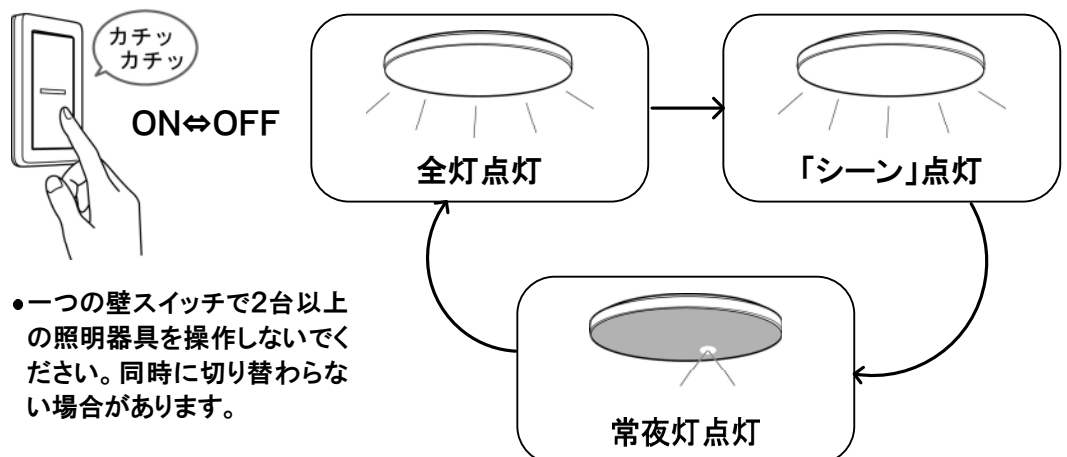 カチッ
カチッ
ON⇔OFF
全灯点灯
「シーン」点灯
常夜灯点灯
●一つの壁スイッチで2台以上
の照明器具を操作しないでく
ださい。同時に切り替わらな
い場合があります。